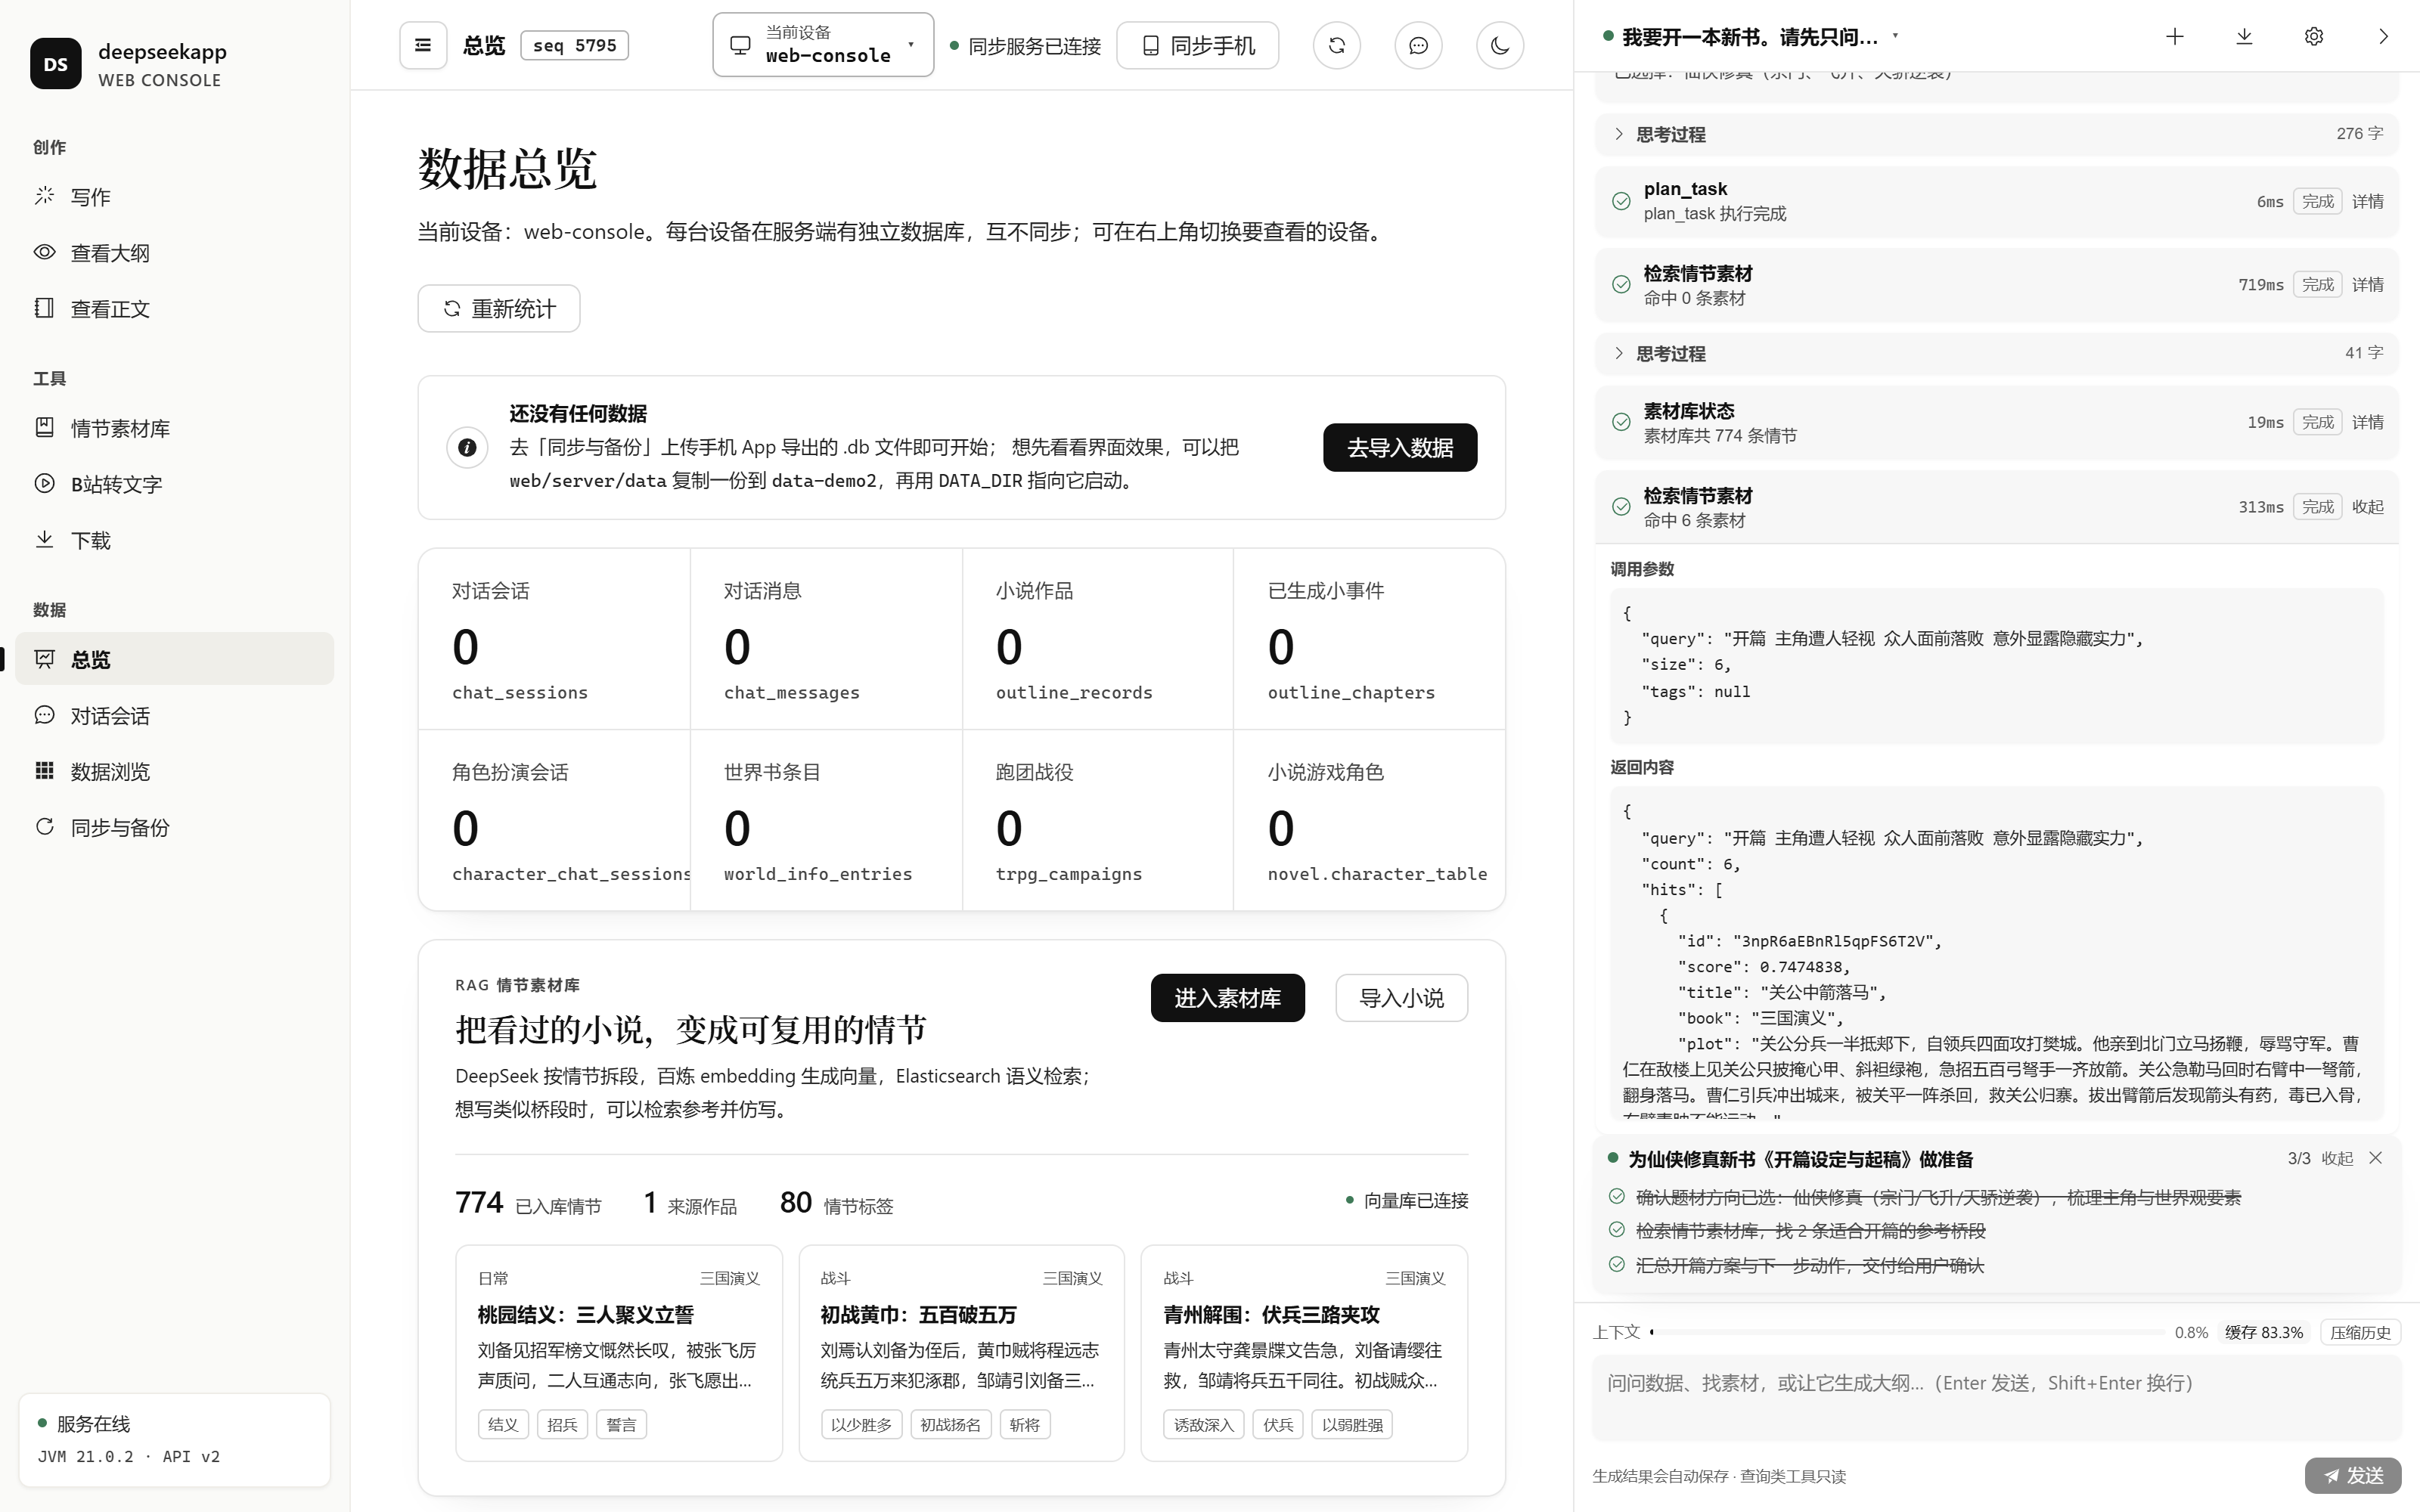 DS
deepseekapp
WEB CONSOLE
创作
写作
查看大纲
查看正文
工具
情节素材库
B站转文字
下载
数据
总览
对话会话
数据浏览
同步与备份
服务在线
JVM 21.0.2 · API v2
总览
seq 5795
当前设备
web-console
同步服务已连接
同步手机
数据总览
当前设备：web-console。每台设备在服务端有独立数据库，互不同步；可在右上角切换要查看的设备。
重新统计
还没有任何数据
去「同步与备份」上传手机 App 导出的 .db 文件即可开始； 想先看看界面效果，可以把
web/server/data 复制一份到 data-demo2，再用 DATA_DIR 指向它启动。
去导入数据
对话会话
0
chat_sessions
对话消息
0
chat_messages
小说作品
0
outline_records
已生成小事件
0
outline_chapters
角色扮演会话
0
character_chat_sessions
世界书条目
0
world_info_entries
跑团战役
0
trpg_campaigns
小说游戏角色
0
novel.character_table
RAG 情节素材库
把看过的小说，变成可复用的情节
DeepSeek 按情节拆段，百炼 embedding 生成向量，Elasticsearch 语义检索；
想写类似桥段时，可以检索参考并仿写。
进入素材库
导入小说
774 已入库情节
1 来源作品
80 情节标签
向量库已连接
日常
三国演义
桃园结义：三人聚义立誓
刘备见招军榜文慨然长叹，被张飞厉
声质问，二人互通志向，张飞愿出...
结义
招兵
誓言
战斗
三国演义
初战黄巾：五百破五万
刘焉认刘备为侄后，黄巾贼将程远志
统兵五万来犯涿郡，邹靖引刘备三...
以少胜多
初战扬名
斩将
战斗
三国演义
青州解围：伏兵三路夹攻
青州太守龚景牒文告急，刘备请缨往
救，邹靖将兵五千同往。初战贼众...
诱敌深入
伏兵
以弱胜强
我要开一本新书。请先只问...
已选择：仙侠修真（宗门、飞升、天骄逆袭）
思考过程
276 字
plan_task
plan_task 执行完成
6ms 完成 详情
检索情节素材
命中 0 条素材
719ms 完成 详情
思考过程
41 字
素材库状态
素材库共 774 条情节
19ms 完成 详情
检索情节素材
命中 6 条素材
313ms 完成 收起
调用参数
{
"query": "开篇 主角遭人轻视 众人面前落败 意外显露隐藏实力",
"size": 6,
"tags": null
}
返回内容
{
"query": "开篇 主角遭人轻视 众人面前落败 意外显露隐藏实力",
"count": 6,
"hits": [
{
"id": "3npR6aEBnRl5qpFS6T2V",
"score": 0.7474838,
"title": "关公中箭落马",
"book": "三国演义",
"plot": "关公分兵一半抵郏下，自领兵四面攻打樊城。他亲到北门立马扬鞭，辱骂守军。曹
仁在敌楼上见关公只披掩心甲、斜袒绿袍，急招五百弓弩手一齐放箭。关公急勒马回时右臂中一弩箭，
翻身落马。曹仁引兵冲出城来，被关平一阵杀回，救关公归寨。拔出臂箭后发现箭头有药，毒已入骨，
右臂青肿不能运动。"
为仙侠修真新书《开篇设定与起稿》做准备
3/3 收起
确认题材方向已选：仙侠修真（宗门/飞升/天骄逆袭），梳理主角与世界观要素
检索情节素材库，找 2 条适合开篇的参考桥段
汇总开篇方案与下一步动作，交付给用户确认
上下文
0.8%
缓存 83.3%
压缩历史
问问数据、找素材，或让它生成大纲...（Enter 发送，Shift+Enter 换行）
生成结果会自动保存 · 查询类工具只读
发送